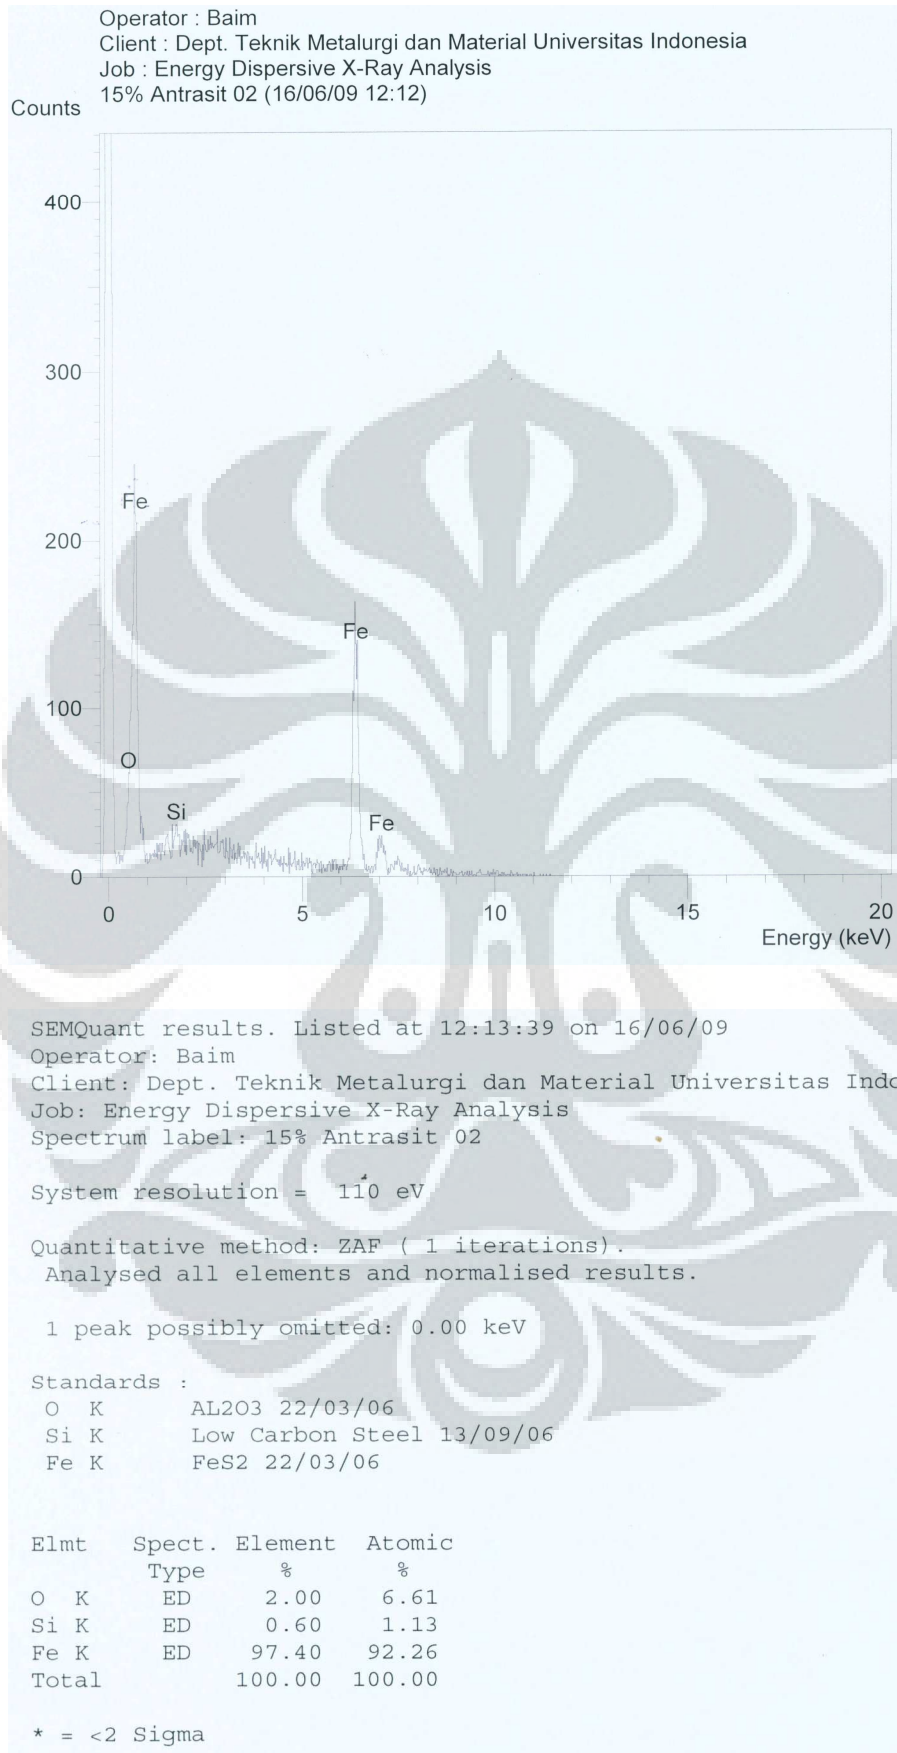 Operator : Baim
Client : Dept. Teknik Metalurgi dan Material Universitas Indonesia
Job : Energy Dispersive X-Ray Analysis
15% Antrasit 02 (16/06/09 12:12)
Counts
400
300
Fe
200
Fe
100
O
Si
Fe
0
0 5 10 15 20
Energy (keV)
SEMQuant results. Listed at 12:13:39 on 16/06/09
Operator: Baim
Client: Dept. Teknik Metalurgi dan Material Universitas Indo
Job: Energy Dispersive X-Ray Analysis
Spectrum label: 15% Antrasit 02
System resolution = 110 eV
Quantitative method: ZAF ( 1 iterations).
Analysed all elements and normalised results.
1 peak possibly omitted: 0.00 keV
Standards :
O K AL2O3 22/03/06
Si K Low Carbon Steel 13/09/06
Fe K FeS2 22/03/06
Elmt Spect. Element Atomic
Type % %
O K ED 2.00 6.61
Si K ED 0.60 1.13
Fe K ED 97.40 92.26
Total 100.00 100.00
* = <2 Sigma